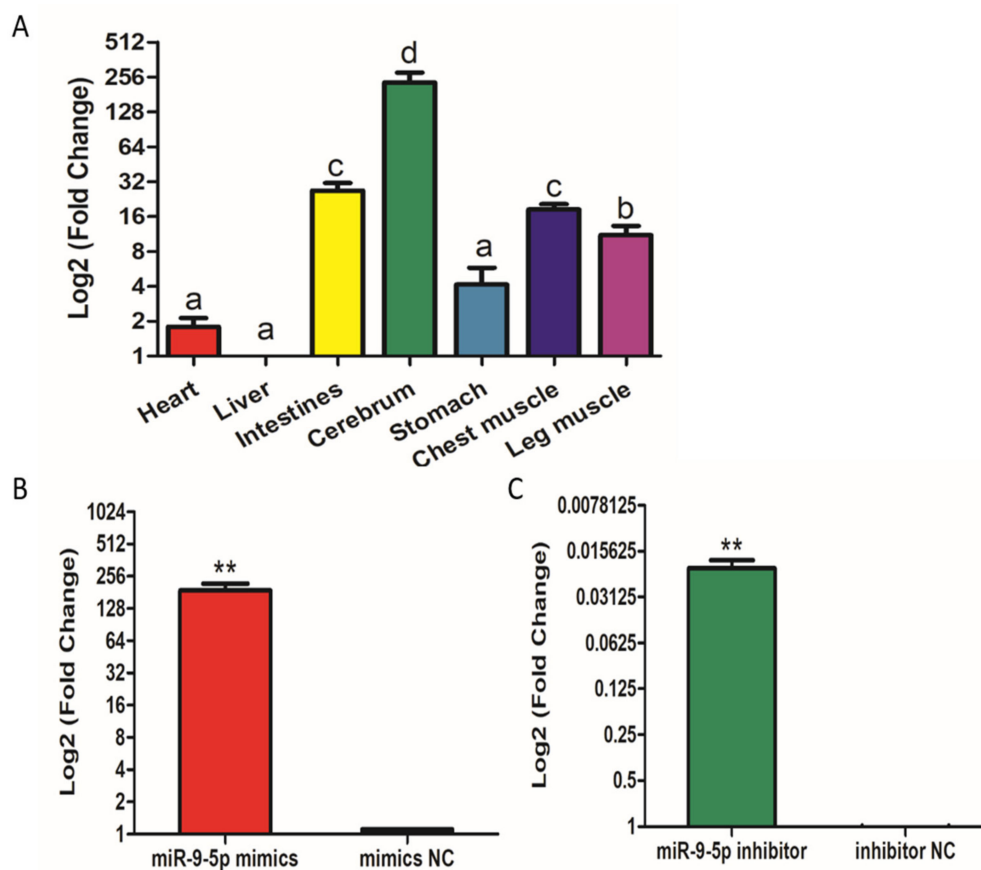 A
Log2 (Fold Change)
512
256
128
64
32
16
8
4
2
1
a
a
c
d
a
c
b
Heart
Liver
Intestines
Cerebrum
Stomach
Chest muscle
Leg muscle
B
Log2 (Fold Change)
1024
512
256
128
64
32
16
8
4
2
1
**
miR-9-5p mimics
mimics NC
C
Log2 (Fold Change)
0.0078125
0.015625
0.03125
0.0625
0.125
0.25
0.5
1
**
miR-9-5p inhibitor
inhibitor NC